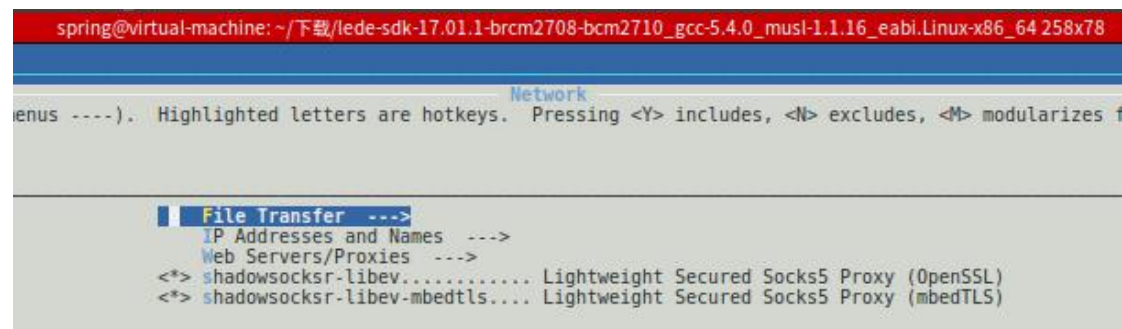 spring@virtual-machine: ~/下载/lede-sdk-17.01.1-brcm2708-bcm2710_gcc-5.4.0_musl-1.1.16_eabi.Linux-x86_64 258x78
Network
enus ----). Highlighted letters are hotkeys. Pressing <Y> includes, <N> excludes, <M> modularizes f
File Transfer --->
IP Addresses and Names --->
Web Servers/Proxies --->
<*> shadowsocksr-libev............ Lightweight Secured Socks5 Proxy (OpenSSL)
<*> shadowsocksr-libev-mbedtls.... Lightweight Secured Socks5 Proxy (mbedTLS)